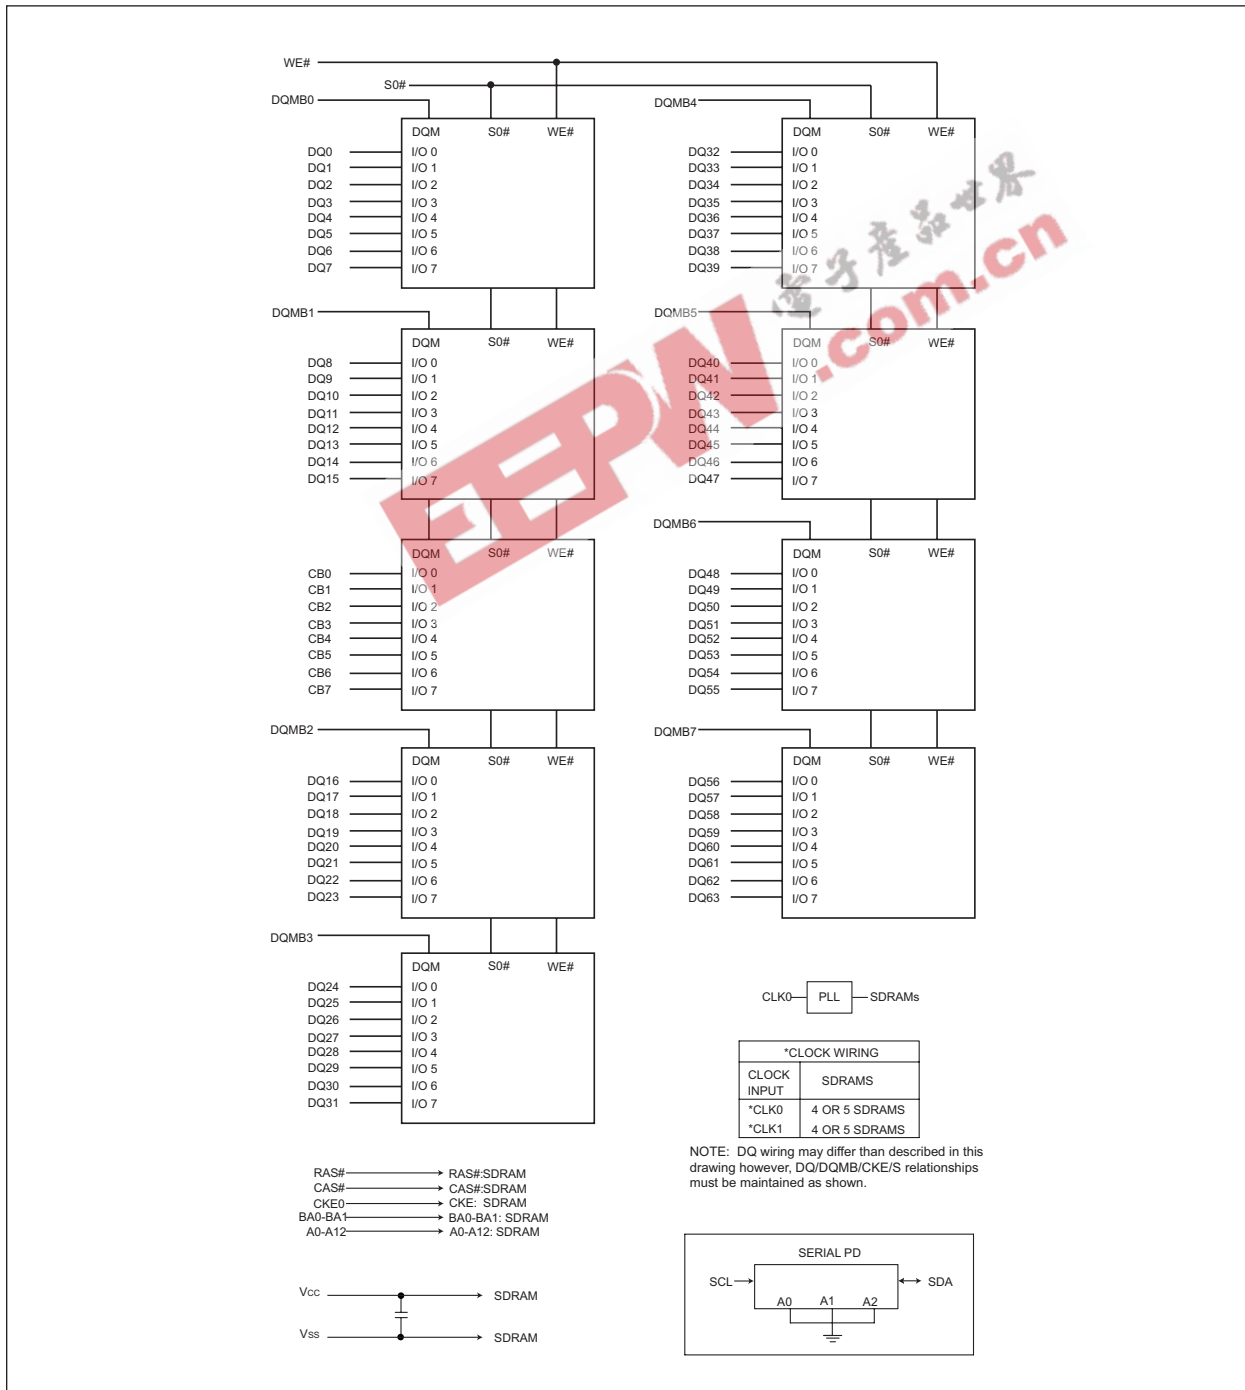 WE#
S0#
DQMB0
DQM S0# WE#
DQ0 I/O 0
DQ1 I/O 1
DQ2 I/O 2
DQ3 I/O 3
DQ4 I/O 4
DQ5 I/O 5
DQ6 I/O 6
DQ7 I/O 7
DQMB1
DQM S0# WE#
DQ8 I/O 0
DQ9 I/O 1
DQ10 I/O 2
DQ11 I/O 3
DQ12 I/O 4
DQ13 I/O 5
DQ14 I/O 6
DQ15 I/O 7
DQM S0# WE#
CB0 I/O 0
CB1 I/O 1
CB2 I/O 2
CB3 I/O 3
CB4 I/O 4
CB5 I/O 5
CB6 I/O 6
CB7 I/O 7
DQMB2
DQM S0# WE#
DQ16 I/O 0
DQ17 I/O 1
DQ18 I/O 2
DQ19 I/O 3
DQ20 I/O 4
DQ21 I/O 5
DQ22 I/O 6
DQ23 I/O 7
DQMB3
DQM S0# WE#
DQ24 I/O 0
DQ25 I/O 1
DQ26 I/O 2
DQ27 I/O 3
DQ28 I/O 4
DQ29 I/O 5
DQ30 I/O 6
DQ31 I/O 7
DQMB4
DQM S0# WE#
DQ32 I/O 0
DQ33 I/O 1
DQ34 I/O 2
DQ35 I/O 3
DQ36 I/O 4
DQ37 I/O 5
DQ38 I/O 6
DQ39 I/O 7
DQMB5
DQM S0# WE#
DQ40 I/O 0
DQ41 I/O 1
DQ42 I/O 2
DQ43 I/O 3
DQ44 I/O 4
DQ45 I/O 5
DQ46 I/O 6
DQ47 I/O 7
DQMB6
DQM S0# WE#
DQ48 I/O 0
DQ49 I/O 1
DQ50 I/O 2
DQ51 I/O 3
DQ52 I/O 4
DQ53 I/O 5
DQ54 I/O 6
DQ55 I/O 7
DQMB7
DQM S0# WE#
DQ56 I/O 0
DQ57 I/O 1
DQ58 I/O 2
DQ59 I/O 3
DQ60 I/O 4
DQ61 I/O 5
DQ62 I/O 6
DQ63 I/O 7
EEPW
.com.cn
電子產品世界
CLK0 PLL SDRAMs
*CLOCK WIRING
CLOCK
INPUT
SDRAMS
*CLK0 4 OR 5 SDRAMS
*CLK1 4 OR 5 SDRAMS
NOTE: DQ wiring may differ than described in this
drawing however, DQ/DQMB/CKE/S relationships
must be maintained as shown.
RAS# RAS#:SDRAM
CAS# CAS#:SDRAM
CKE0 CKE: SDRAM
BA0-BA1 BA0-BA1: SDRAM
A0-A12 A0-A12: SDRAM
Vcc SDRAM
Vss SDRAM
SERIAL PD
SCL SDA
A0 A1 A2